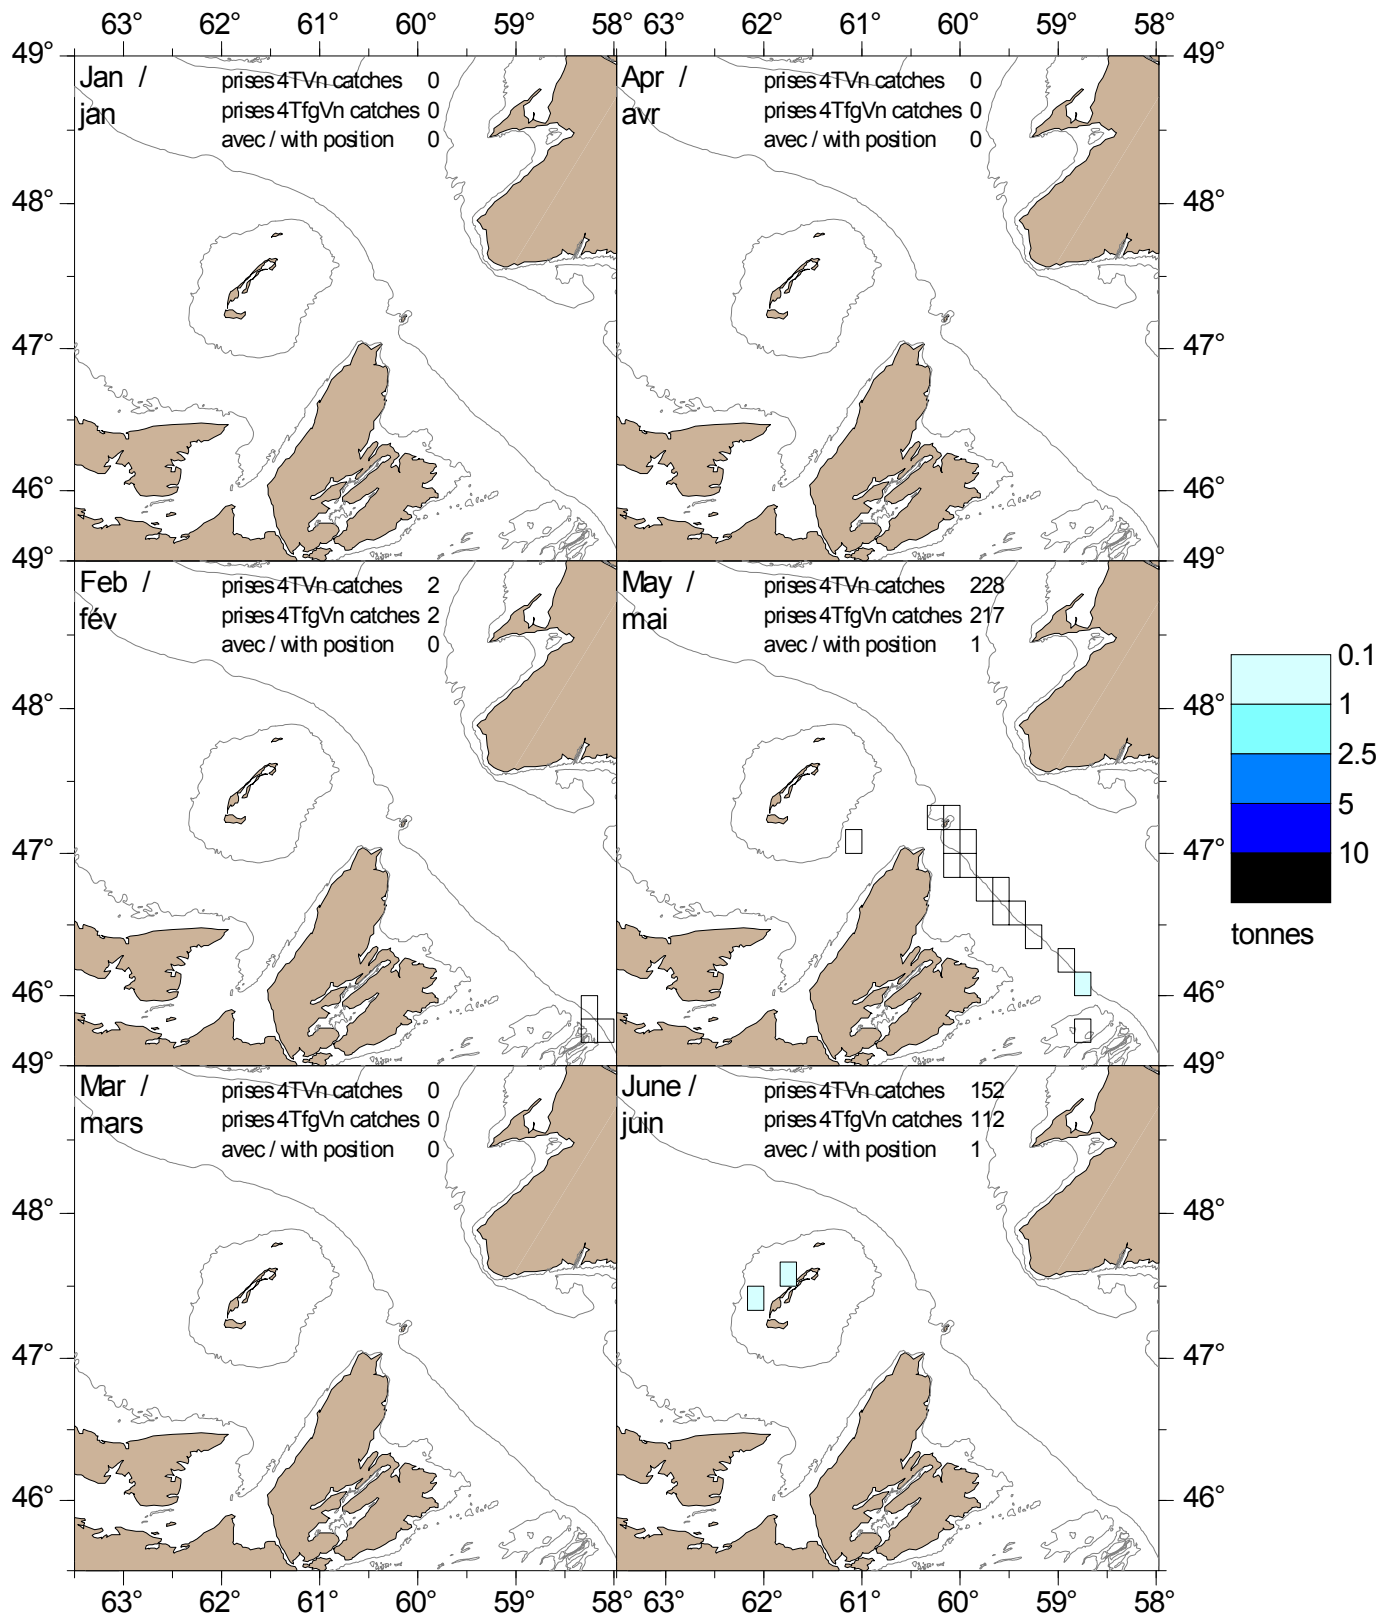 63° 62° 61° 60° 59° 58°
63° 62° 61° 60° 59° 58°
49°
48°
47°
46°
49°
Jan /
jan
prises 4TVn catches 0
prises 4TfgVn catches 0
avec / with position 0
Apr /
avr
prises 4TVn catches 0
prises 4TfgVn catches 0
avec / with position 0
49°
48°
47°
46°
49°
Feb /
fév
prises 4TVn catches 2
prises 4TfgVn catches 2
avec / with position 0
May /
mai
prises 4TVn catches 228
prises 4TfgVn catches 217
avec / with position 1
48°
47°
46°
49°
48°
47°
46°
49°
Mar /
mars
prises 4TVn catches 0
prises 4TfgVn catches 0
avec / with position 0
June /
juin
prises 4TVn catches 152
prises 4TfgVn catches 112
avec / with position 1
48°
47°
46°
48°
47°
46°
63° 62° 61° 60° 59° 58°
63° 62° 61° 60° 59° 58°
0.1
1
2.5
5
10
tonnes